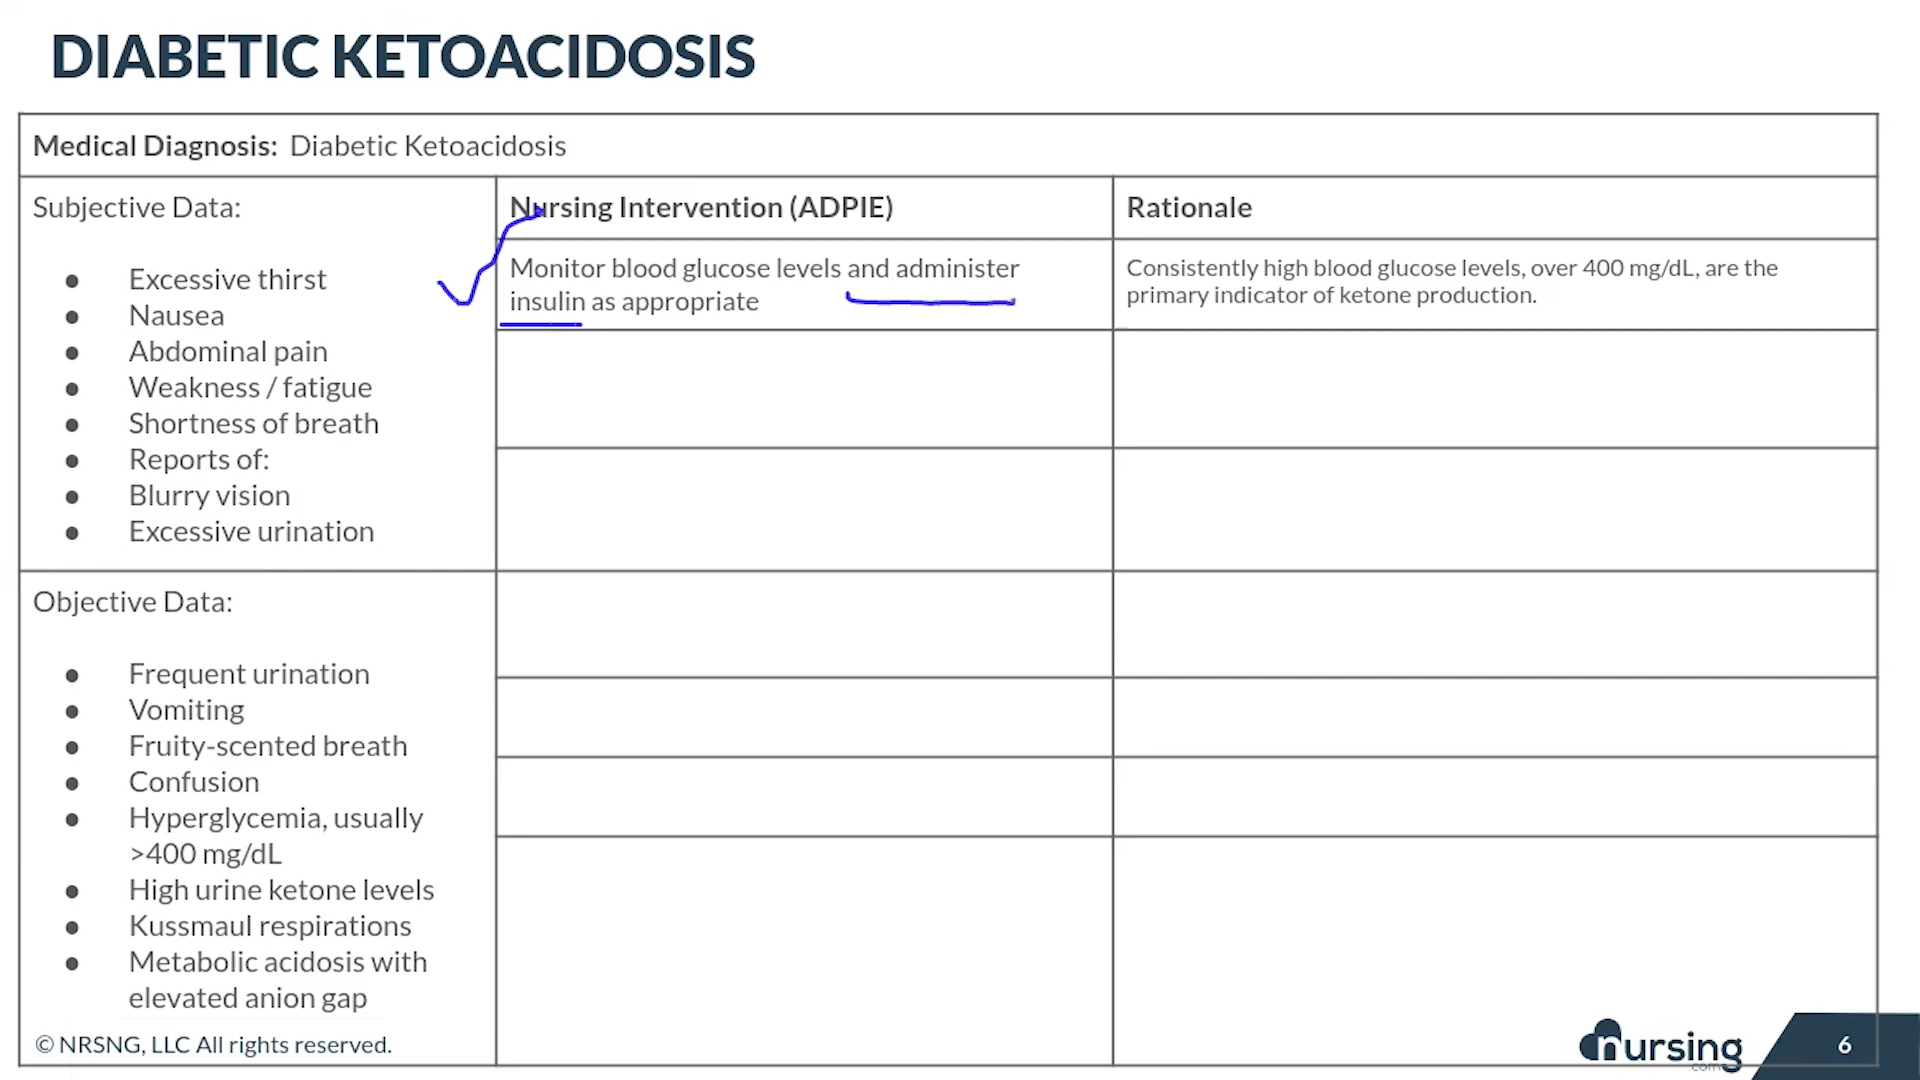 DIABETIC KETOACIDOSIS
Medical Diagnosis: Diabetic Ketoacidosis
Subjective Data:
● Excessive thirst
● Nausea
● Abdominal pain
● Weakness / fatigue
● Shortness of breath
● Reports of:
● Blurry vision
● Excessive urination
Objective Data:
● Frequent urination
● Vomiting
● Fruity-scented breath
● Confusion
● Hyperglycemia, usually
>400 mg/dL
● High urine ketone levels
● Kussmaul respirations
● Metabolic acidosis with
elevated anion gap
Nursing Intervention (ADPIE)
Monitor blood glucose levels and administer
insulin as appropriate
Rationale
Consistently high blood glucose levels, over 400 mg/dL, are the
primary indicator of ketone production.
© NRSNG, LLC All rights reserved.
nursing
.com
6